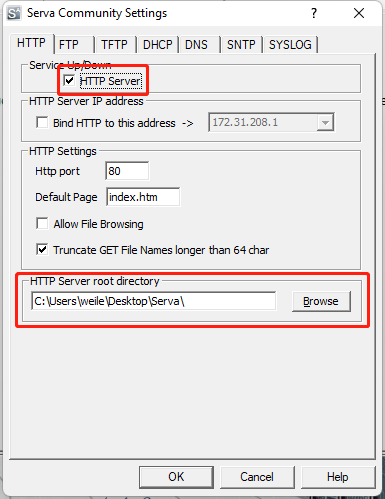 Serva Community Settings
HTTP FTP TFTP DHCP DNS SNTP SYSLOG
Service Up/Down
HTTP Server
HTTP Server IP address
Bind HTTP to this address -> 172.31.208.1
HTTP Settings
Http port 80
Default Page index.htm
Allow File Browsing
Truncate GET File Names longer than 64 char
HTTP Server root directory
C:\Users\weile\Desktop\Serva\ Browse
OK Cancel Help